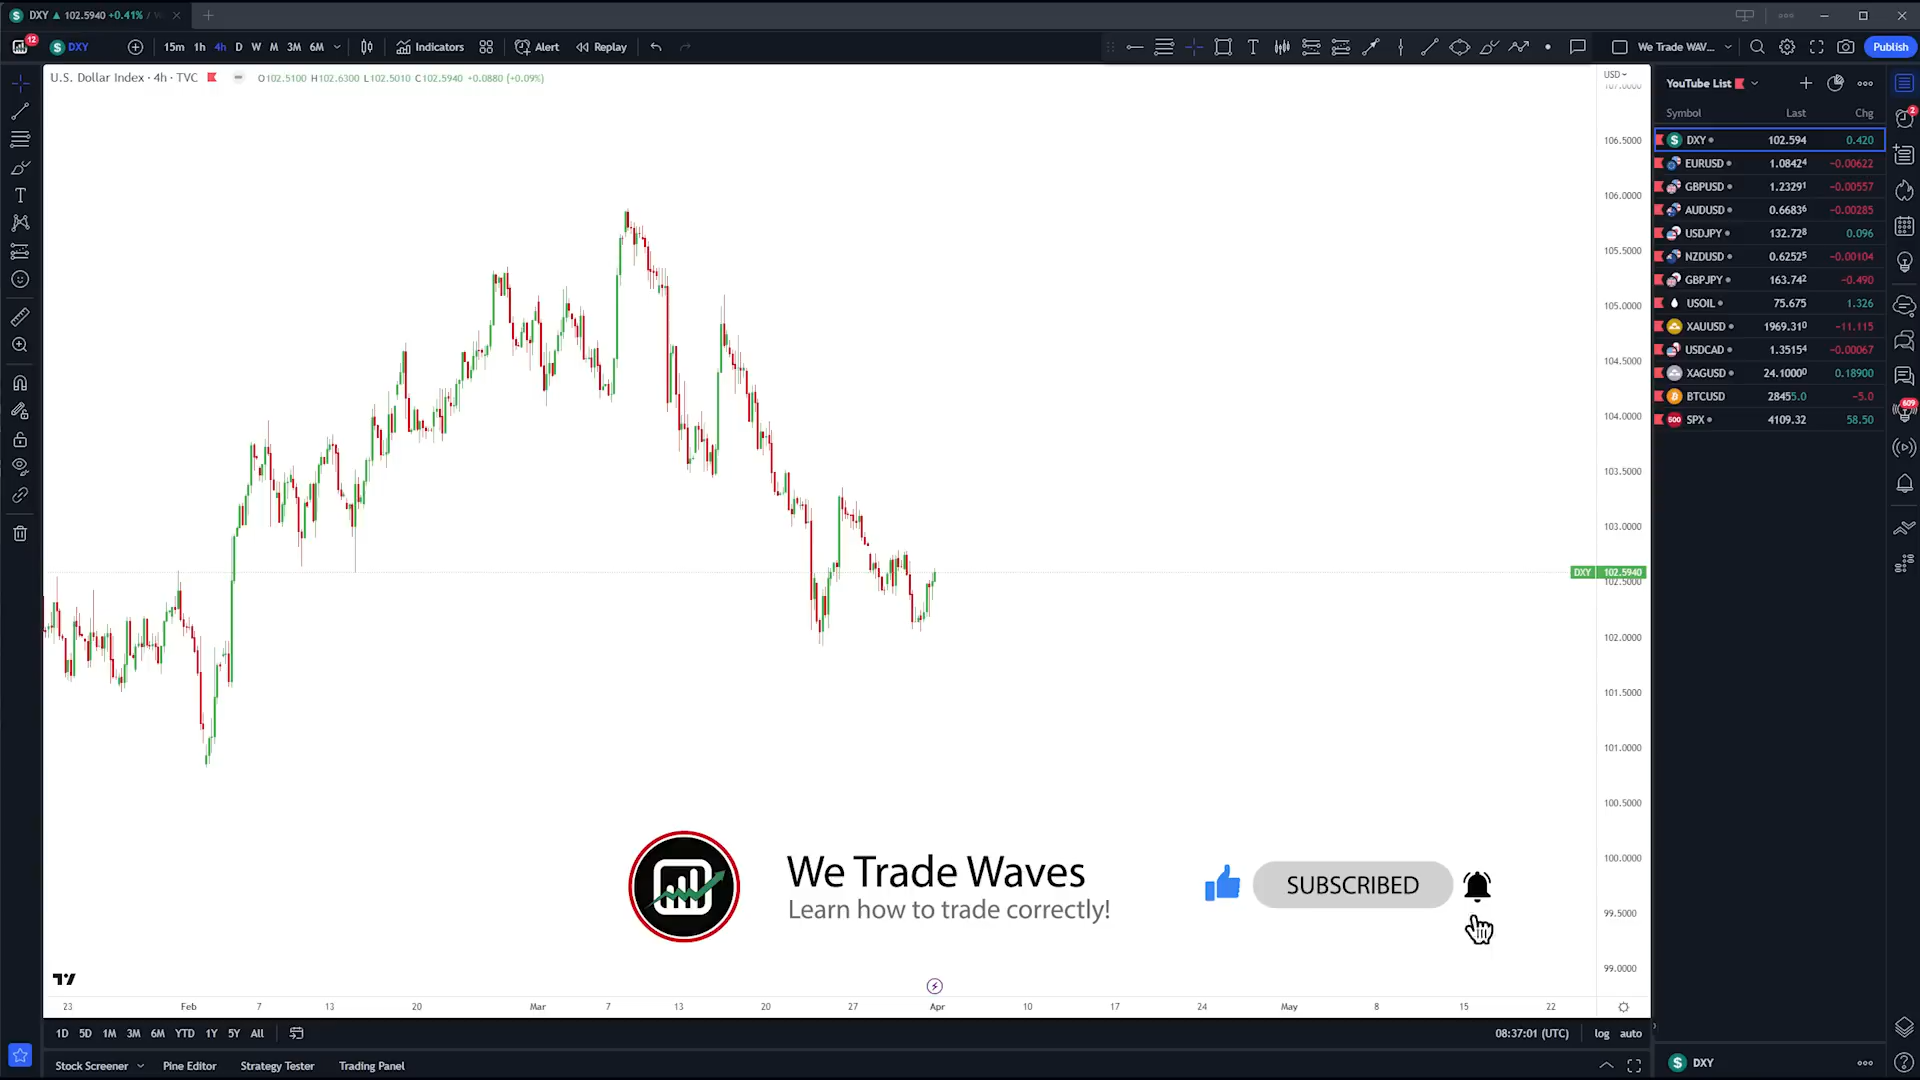 DXY ▲ 102.5940 +0.41% /
12 DXY 15m 1h 4h D W M 3M 6M Indicators Alert Replay We Trade WAV... Publish
U.S. Dollar Index · 4h · TVC O102.5100 H102.6300 L102.5010 C102.5940 +0.0880 (+0.09%)
USD
107.0000
106.5000
106.0000
105.5000
105.0000
104.5000
104.0000
103.5000
103.0000
DXY 102.5940
102.5000
102.0000
101.5000
101.0000
100.5000
100.0000
99.5000
99.0000
YouTube List
Symbol Last Chg
DXY 102.594 0.420
EURUSD 1.08424 −0.00622
GBPUSD 1.23291 −0.00557
AUDUSD 0.66836 −0.00285
USDJPY 132.728 0.096
NZDUSD 0.62525 −0.00104
GBPJPY 163.742 −0.490
USOIL 75.675 1.326
XAUUSD 1969.310 −11.115
USDCAD 1.35154 −0.00067
XAGUSD 24.10000 0.18900
BTCUSD 28455.0 −5.0
500 SPX 4109.32 58.50
2
609
We Trade Waves
Learn how to trade correctly!
SUBSCRIBED
23 Feb 7 13 20 Mar 7 13 20 27 Apr 10 17 24 May 8 15 22
1D 5D 1M 3M 6M YTD 1Y 5Y All 08:37:01 (UTC) log auto
Stock Screener Pine Editor Strategy Tester Trading Panel DXY